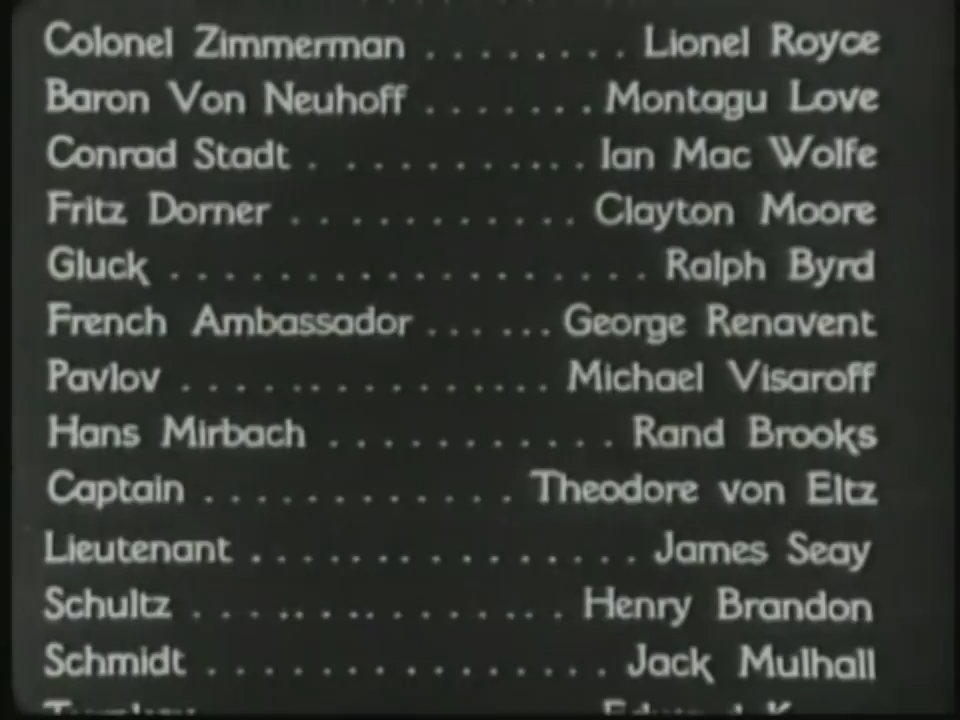 Colonel Zimmerman . . . . . . . . Lionel Royce
Baron Von Neuhoff . . . . . . . Montagu Love
Conrad Stadt . . . . . . . . . . . Ian Mac Wolfe
Fritz Dorner . . . . . . . . . . . Clayton Moore
Gluck . . . . . . . . . . . . . . . . . . Ralph Byrd
French Ambassador . . . . . . George Renavent
Pavlov . . . . . . . . . . . . . . . Michael Visaroff
Hans Mirbach . . . . . . . . . . . Rand Brooks
Captain . . . . . . . . . . . . . Theodore von Eltz
Lieutenant . . . . . . . . . . . . . . . . James Seay
Schultz . . . . . . . . . . . . . . . Henry Brandon
Schmidt . . . . . . . . . . . . . . . . Jack Mulhall